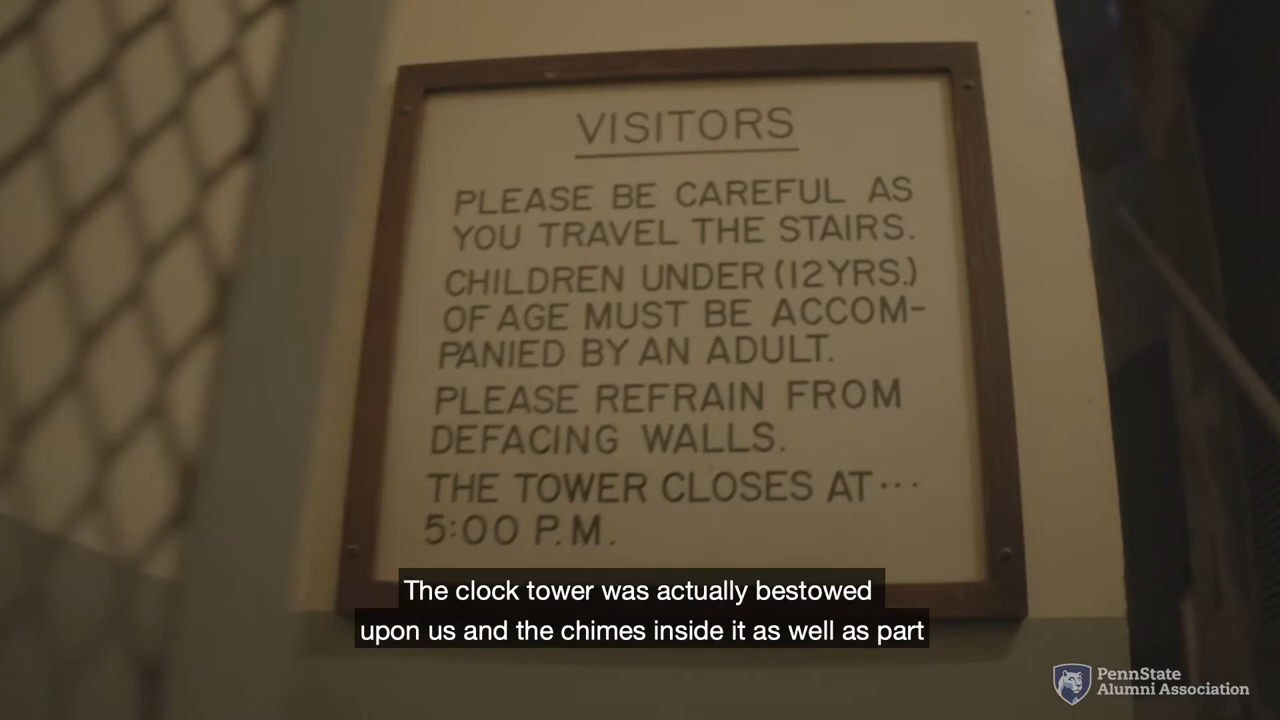 VISITORS
PLEASE BE CAREFUL AS
YOU TRAVEL THE STAIRS.
CHILDREN UNDER (12YRS.)
OF AGE MUST BE ACCOM-
PANIED BY AN ADULT.
PLEASE REFRAIN FROM
DEFACING WALLS.
THE TOWER CLOSES AT ···
5:00 P.M.
The clock tower was actually bestowed
upon us and the chimes inside it as well as part
PennState
Alumni Association